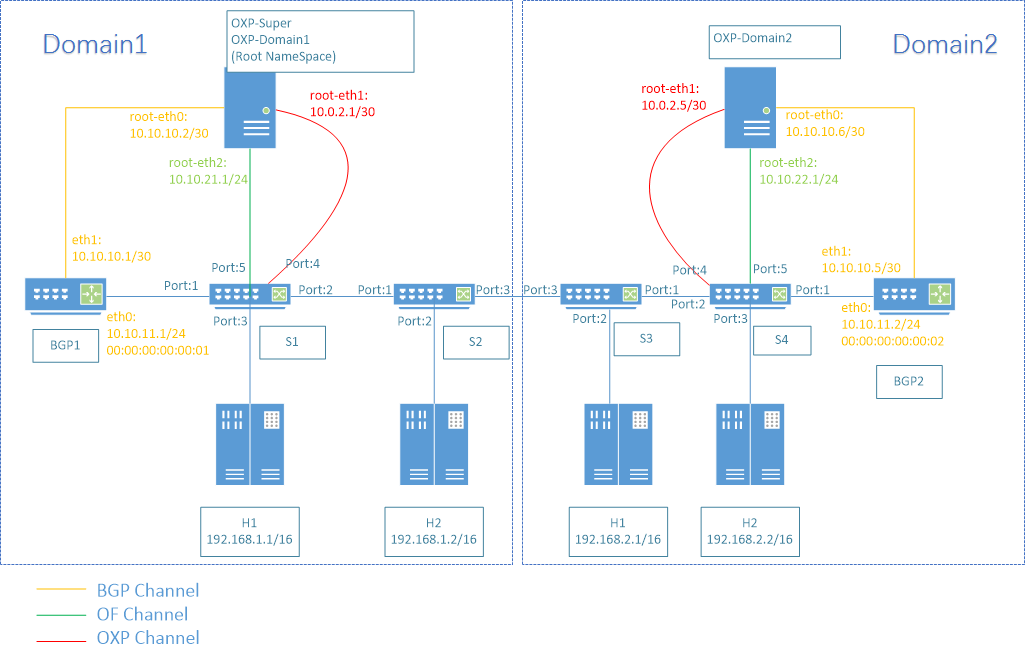 Domain1
OXP-Super
OXP-Domain1
(Root NameSpace)
root-eth0:
10.10.10.2/30
root-eth1:
10.0.2.1/30
root-eth2:
10.10.21.1/24
eth1:
10.10.10.1/30
Port:1
Port:5
Port:4
Port:2
Port:3
Port:1
Port:3
Port:2
eth0:
10.10.11.1/24
00:00:00:00:00:01
BGP1
S1
S2
H1
192.168.1.1/16
H2
192.168.1.2/16
Domain2
OXP-Domain2
root-eth1:
10.0.2.5/30
root-eth0:
10.10.10.6/30
root-eth2:
10.10.22.1/24
eth1:
10.10.10.5/30
Port:3
Port:1
Port:2
Port:4
Port:5
Port:2
Port:1
Port:3
eth0:
10.10.11.2/24
00:00:00:00:00:02
S3
S4
BGP2
H1
192.168.2.1/16
H2
192.168.2.2/16
BGP Channel
OF Channel
OXP Channel